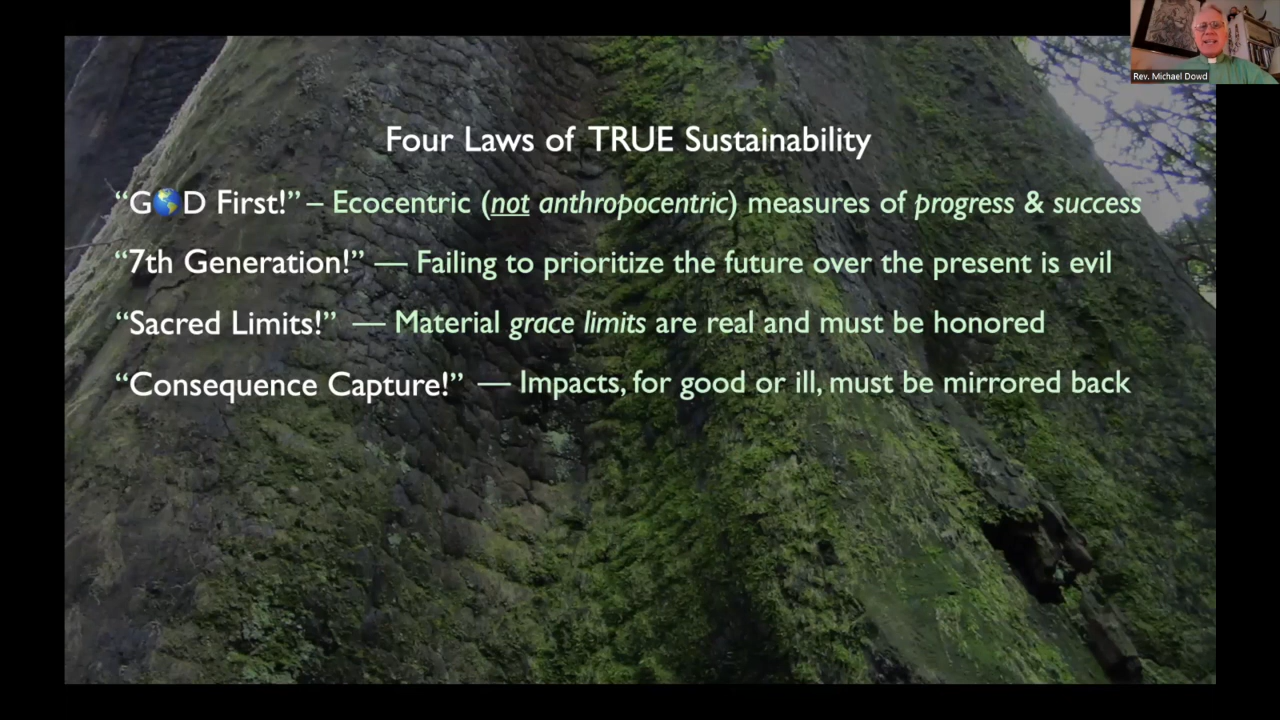 Rev. Michael Dowd
Four Laws of TRUE Sustainability
“G🌎D First!” – Ecocentric (not anthropocentric) measures of progress & success
“7th Generation!” — Failing to prioritize the future over the present is evil
“Sacred Limits!” — Material grace limits are real and must be honored
“Consequence Capture!” — Impacts, for good or ill, must be mirrored back